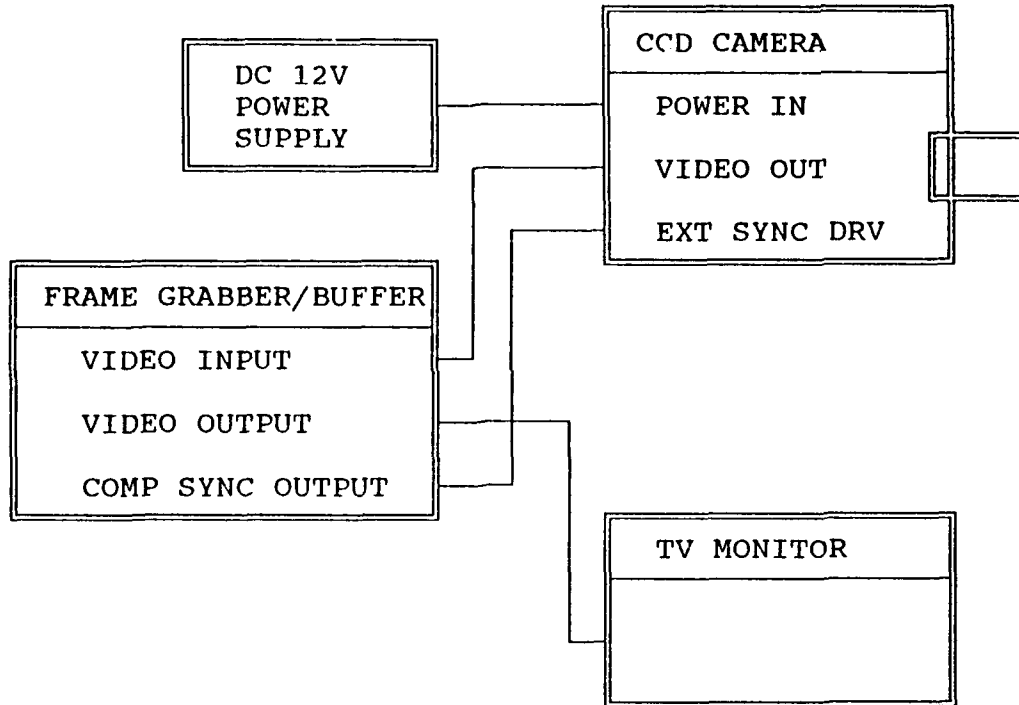 DC 12V
POWER
SUPPLY
CCD CAMERA
POWER IN
VIDEO OUT
EXT SYNC DRV
FRAME GRABBER/BUFFER
VIDEO INPUT
VIDEO OUTPUT
COMP SYNC OUTPUT
TV MONITOR